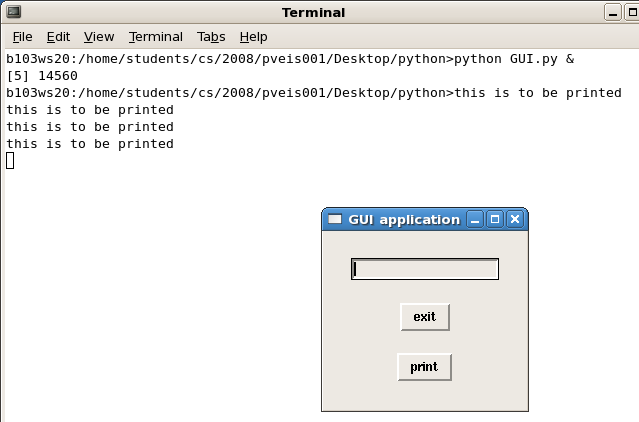 Terminal
File Edit View Terminal Tabs Help
b103ws20:/home/students/cs/2008/pveis001/Desktop/python>python GUI.py &
[5] 14560
b103ws20:/home/students/cs/2008/pveis001/Desktop/python>this is to be printed
this is to be printed
this is to be printed
this is to be printed
GUI application
exit
print